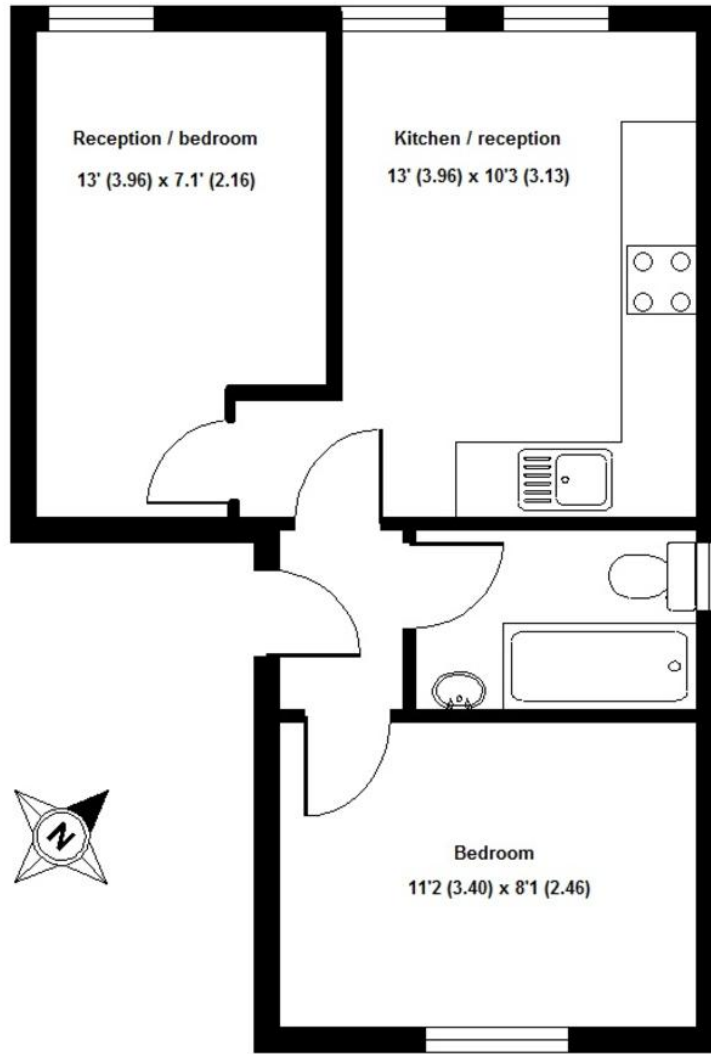 Reception / bedroom
13' (3.96) x 7.1' (2.16)
Kitchen / reception
13' (3.96) x 10'3 (3.13)
N
Bedroom
11'2 (3.40) x 8'1 (2.46)